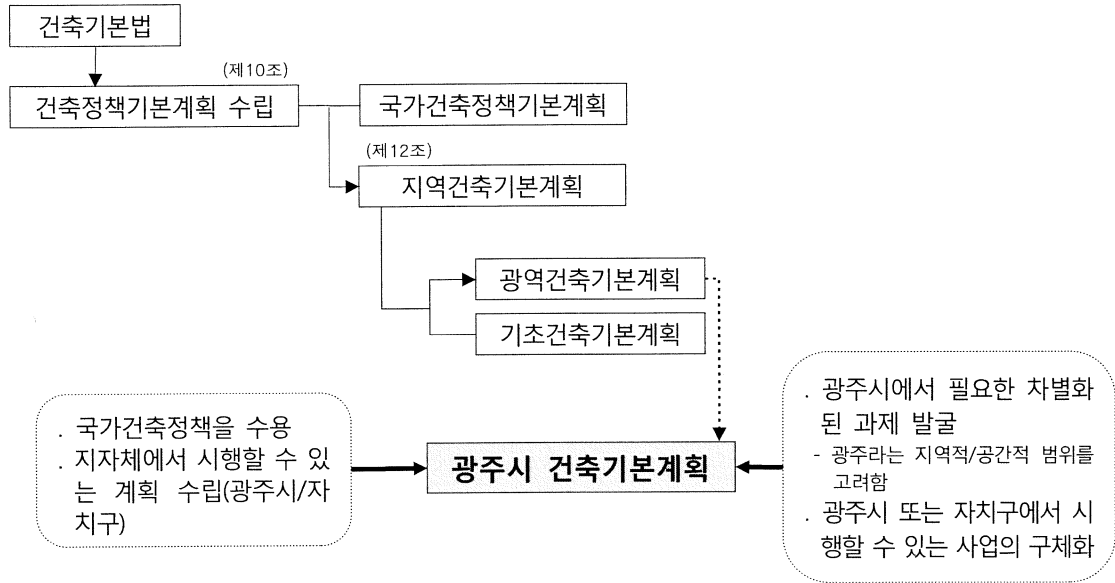 건축기본법
(제10조)
건축정책기본계획 수립
국가건축정책기본계획
(제12조)
지역건축기본계획
광역건축기본계획
기초건축기본계획
. 국가건축정책을 수용
. 지자체에서 시행할 수 있
는 계획 수립(광주시/자
치구)
광주시 건축기본계획
. 광주시에서 필요한 차별화
된 과제 발굴
- 광주라는 지역적/공간적 범위를
고려함
. 광주시 또는 자치구에서 시
행할 수 있는 사업의 구체화